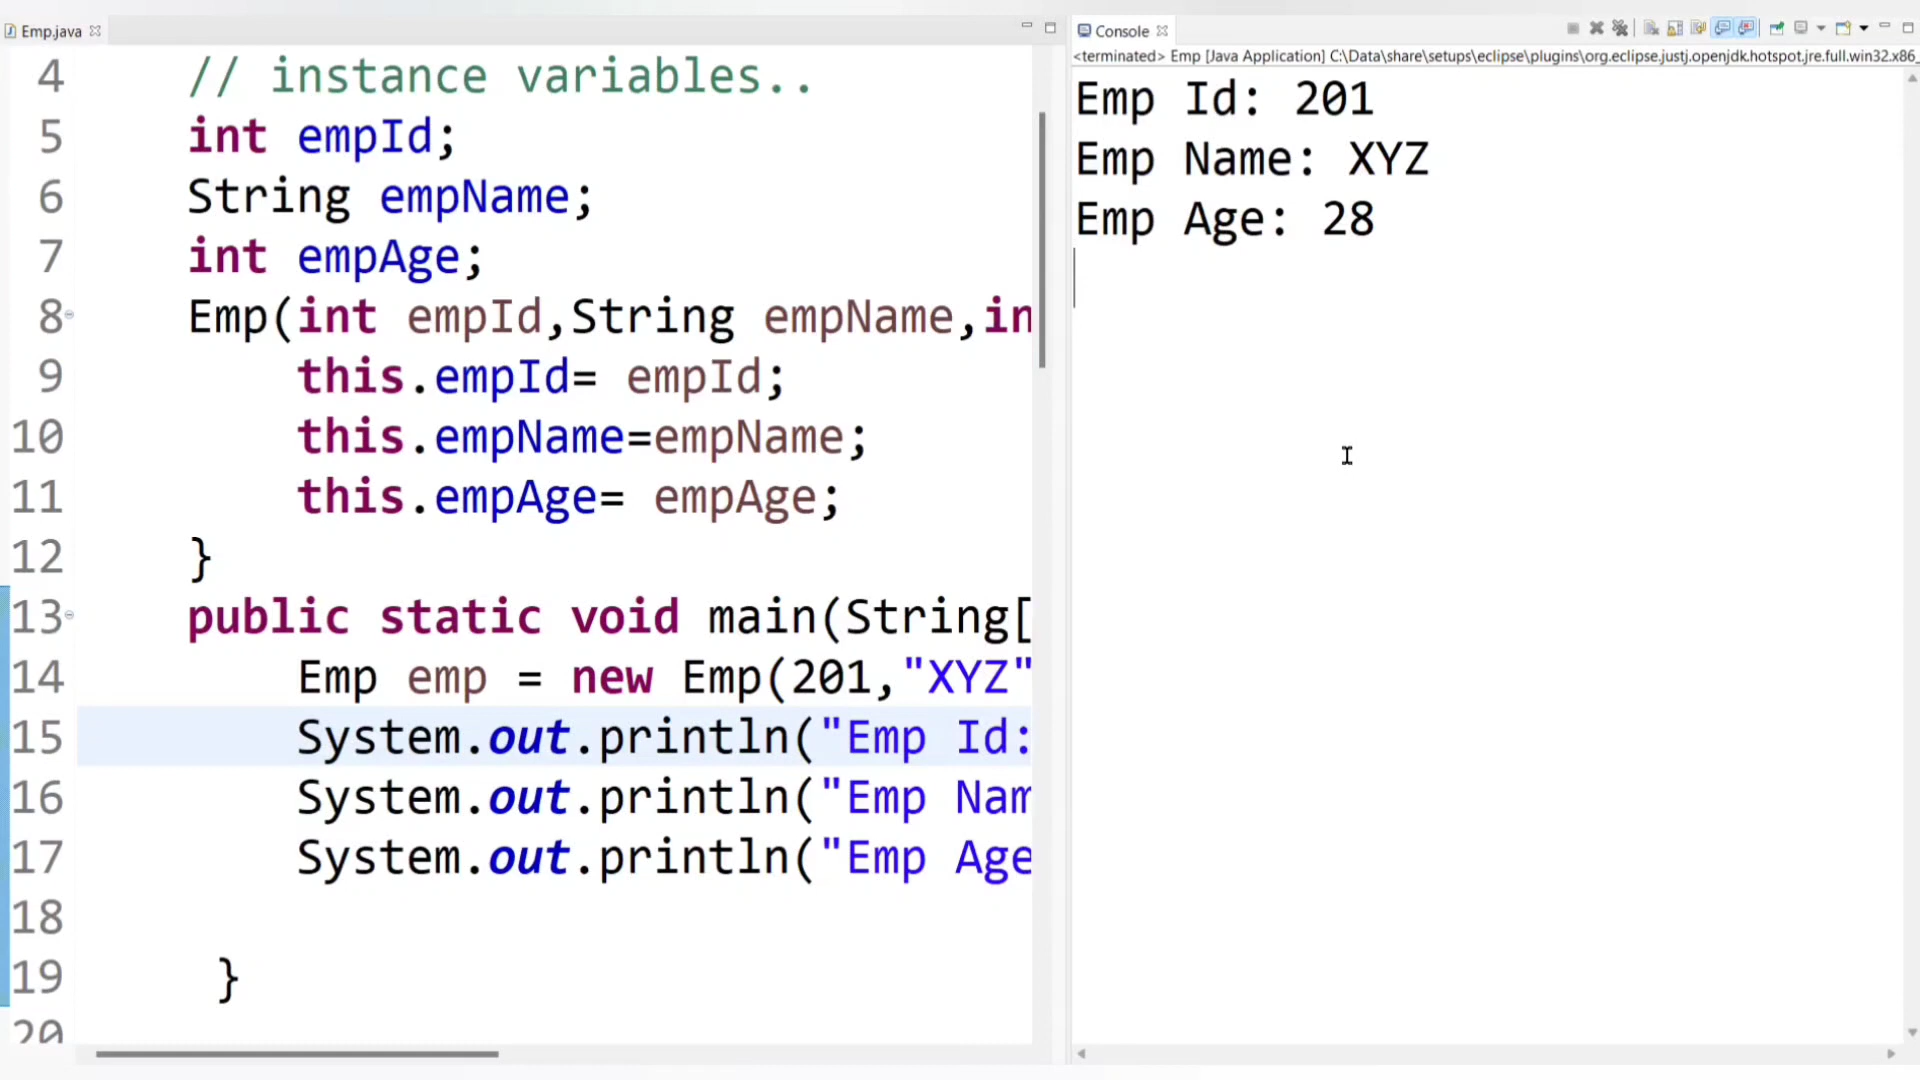 Emp.java
4 // instance variables..
5 int empId;
6 String empName;
7 int empAge;
8 Emp(int empId,String empName,in
9 this.empId= empId;
10 this.empName=empName;
11 this.empAge= empAge;
12 }
13 public static void main(String[
14 Emp emp = new Emp(201,"XYZ"
15 System.out.println("Emp Id:
16 System.out.println("Emp Nam
17 System.out.println("Emp Age
18
19 }
20
Console
<terminated> Emp [Java Application] C:\Data\share\setups\eclipse\plugins\org.eclipse.justj.openjdk.hotspot.jre.full.win32.x86_
Emp Id: 201
Emp Name: XYZ
Emp Age: 28